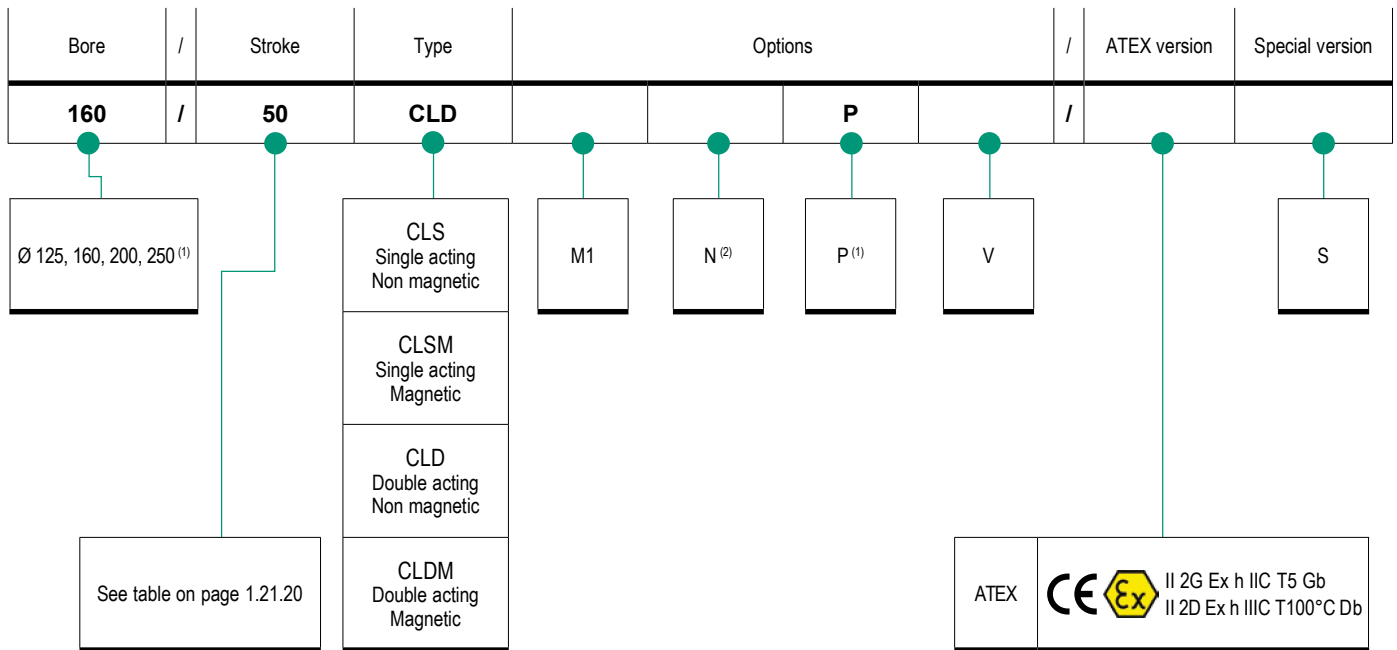 Bore / Stroke Type Options / ATEX version Special version
160 / 50 CLD P /
Ø 125, 160, 200, 250 (1)
CLS
Single acting
Non magnetic
M1
N (2)
P (1)
V
S
CLSM
Single acting
Magnetic
CLD
Double acting
Non magnetic
See table on page 1.21.20
CLDM
Double acting
Magnetic
ATEX
CE Ex
II 2G Ex h IIC T5 Gb
II 2D Ex h IIIC T100°C Db